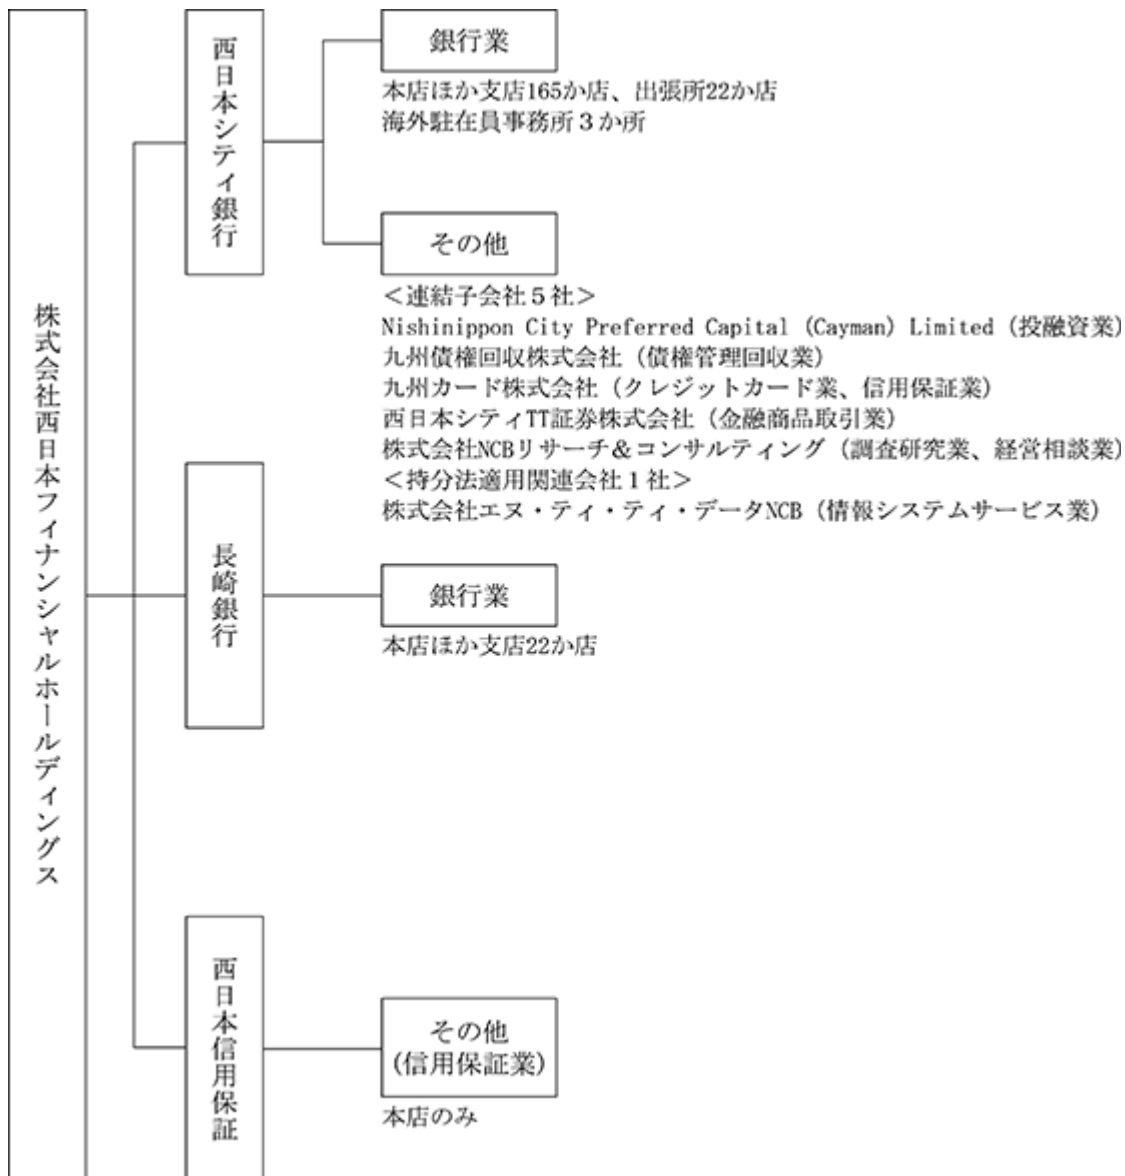 株式会社西日本フィナンシャルホールディングス
西日本シティ銀行
銀行業
本店ほか支店165か店、出張所22か店
海外駐在員事務所３か所
その他
＜連結子会社５社＞
Nishinippon City Preferred Capital (Cayman) Limited（投融資業）
九州債権回収株式会社（債権管理回収業）
九州カード株式会社（クレジットカード業、信用保証業）
西日本シティTT証券株式会社（金融商品取引業）
株式会社NCBリサーチ＆コンサルティング（調査研究業、経営相談業）
＜持分法適用関連会社１社＞
株式会社エヌ・ティ・ティ・データNCB（情報システムサービス業）
長崎銀行
銀行業
本店ほか支店22か店
西日本信用保証
その他
(信用保証業)
本店のみ